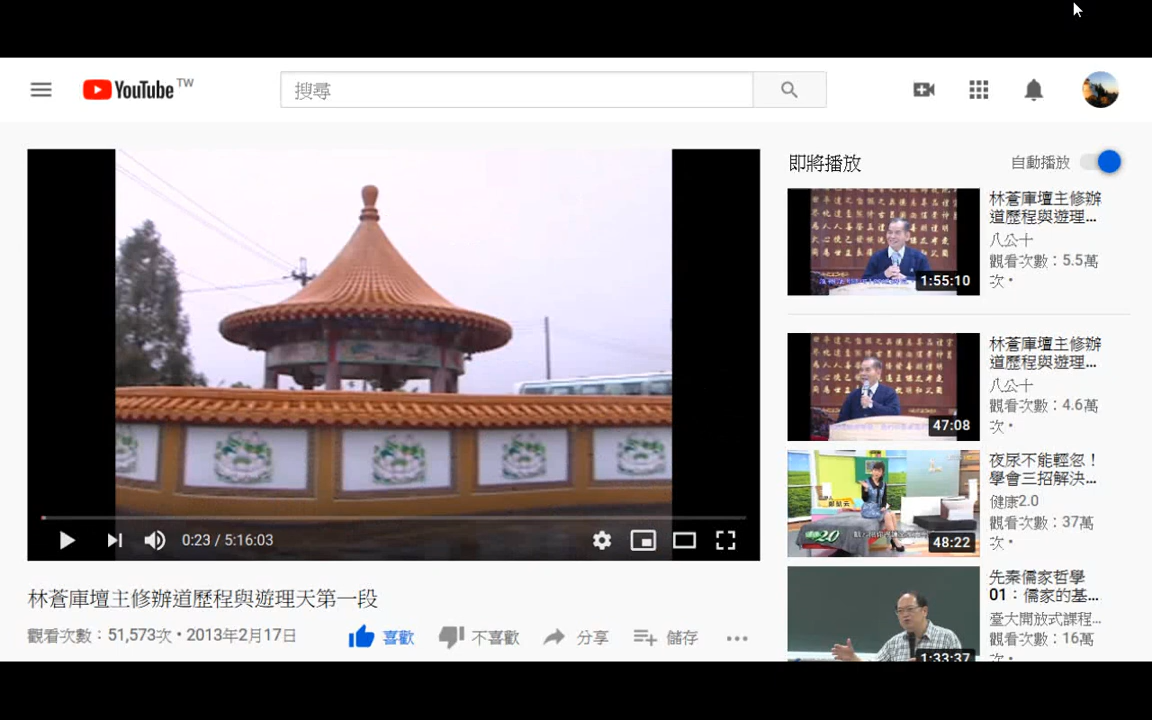 YouTube TW
搜尋
0:23 / 5:16:03
林蒼庫壇主修辦道歷程與遊理天第一段
觀看次數：51,573次 • 2013年2月17日
喜歡
不喜歡
分享
儲存
即將播放
自動播放
1:55:10
林蒼庫壇主修辦
道歷程與遊理...
八公十
觀看次數：5.5萬
次 •
47:08
林蒼庫壇主修辦
道歷程與遊理...
八公十
觀看次數：4.6萬
次 •
48:22
夜尿不能輕忽！
學會三招解決...
健康2.0
觀看次數：37萬
次 •
1:33:37
先秦儒家哲學
01：儒家的基...
臺大開放式課程...
觀看次數：16萬
次 •